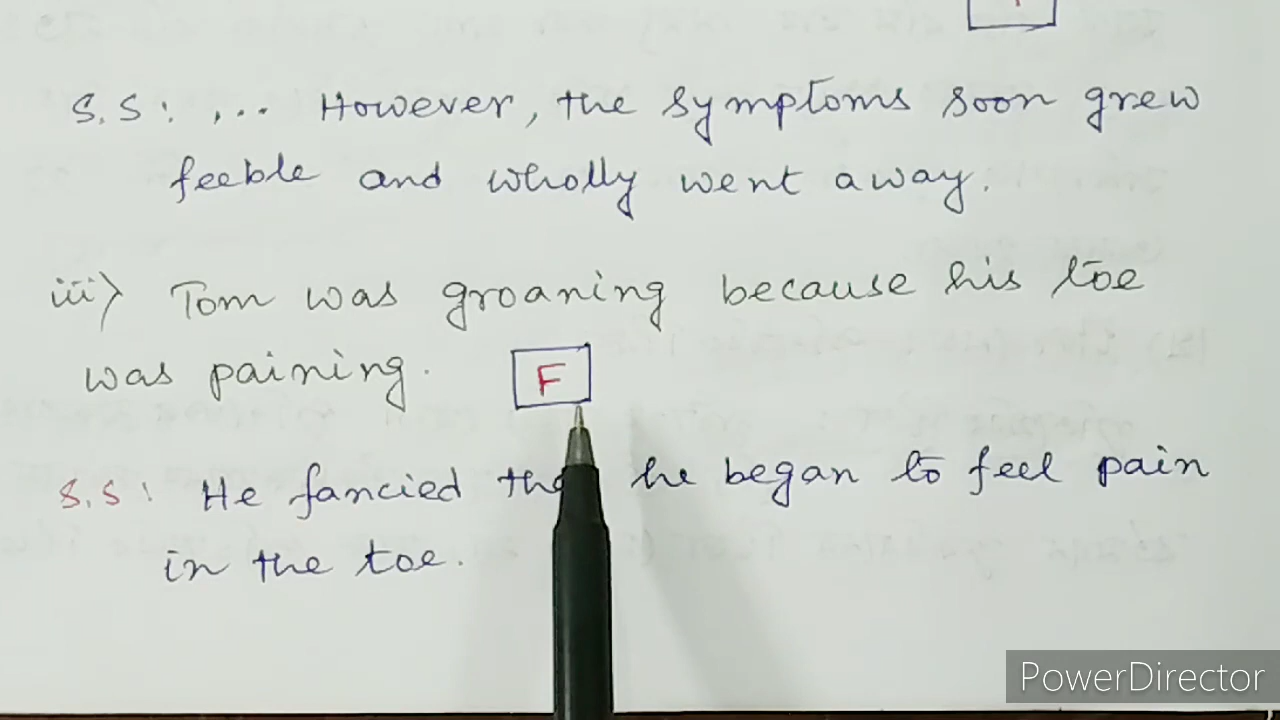 S.S: ... However, the symptoms soon grew
feeble and wholly went away.
iii) Tom was groaning because his toe
was paining. F
S.S: He fancied he began to feel pain
in the toe.
PowerDirector